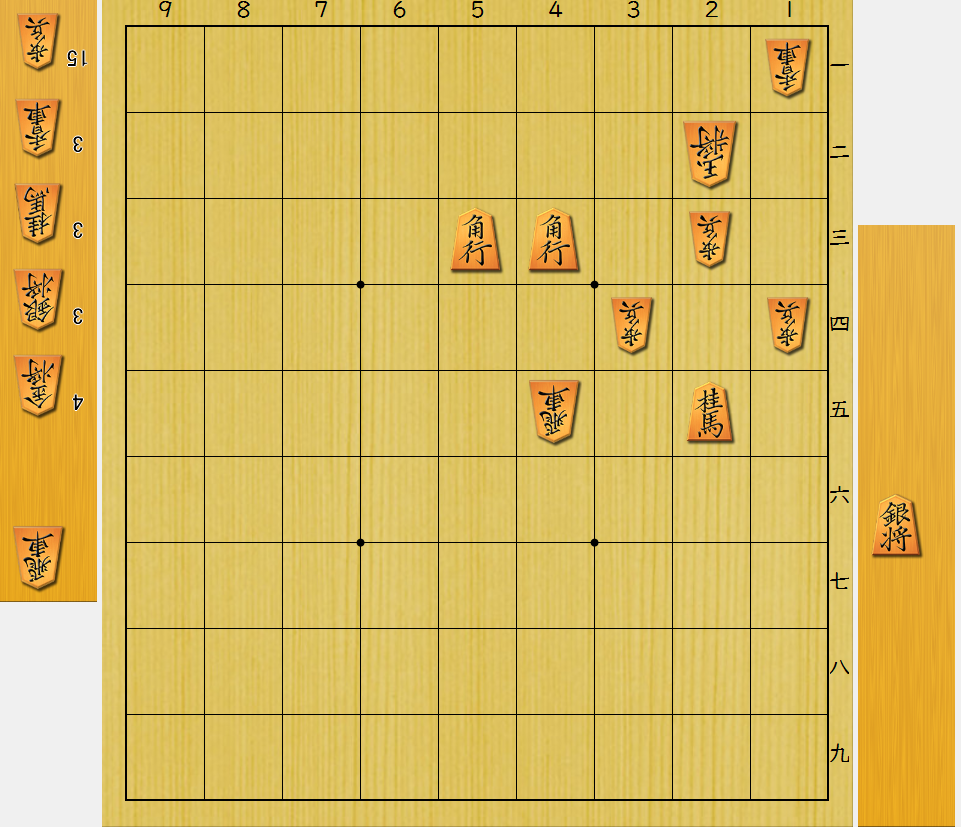 9 8 7 6 5 4 3 2 1
一
二
三
四
五
六
七
八
九
歩兵 15
香車 3
桂馬 3
銀将 3
金将 4
飛車
香車
玉将
角行 角行 歩兵
歩兵 歩兵
飛車 桂馬
銀将